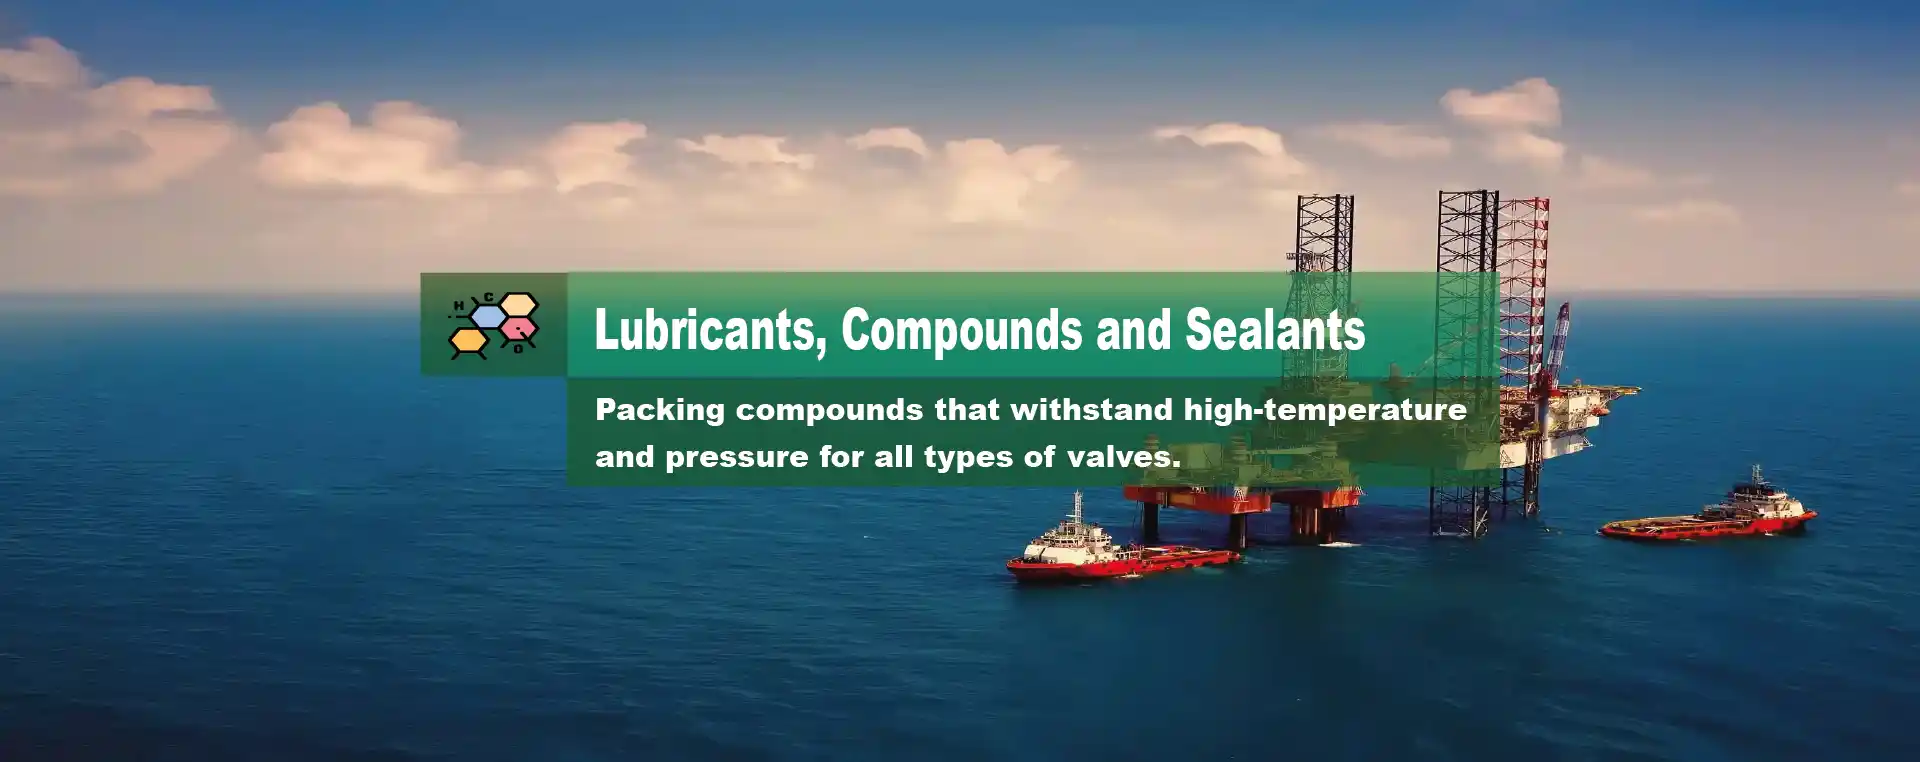 H C
O
Lubricants, Compounds and Sealants
Packing compounds that withstand high-temperature
and pressure for all types of valves.